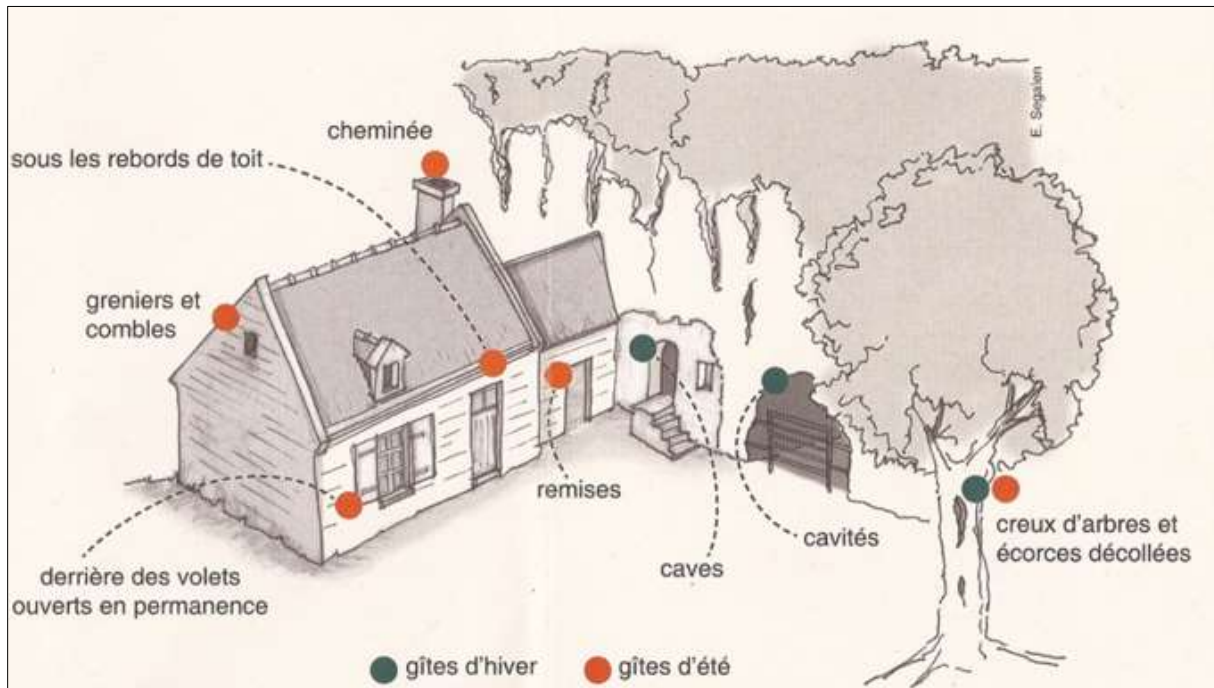 E. Segalen
cheminée
sous les rebords de toit
greniers et
combles
remises
cavités
creux d'arbres et
écorces décollées
caves
derrière des volets
ouverts en permanence
gîtes d'hiver
gîtes d'été